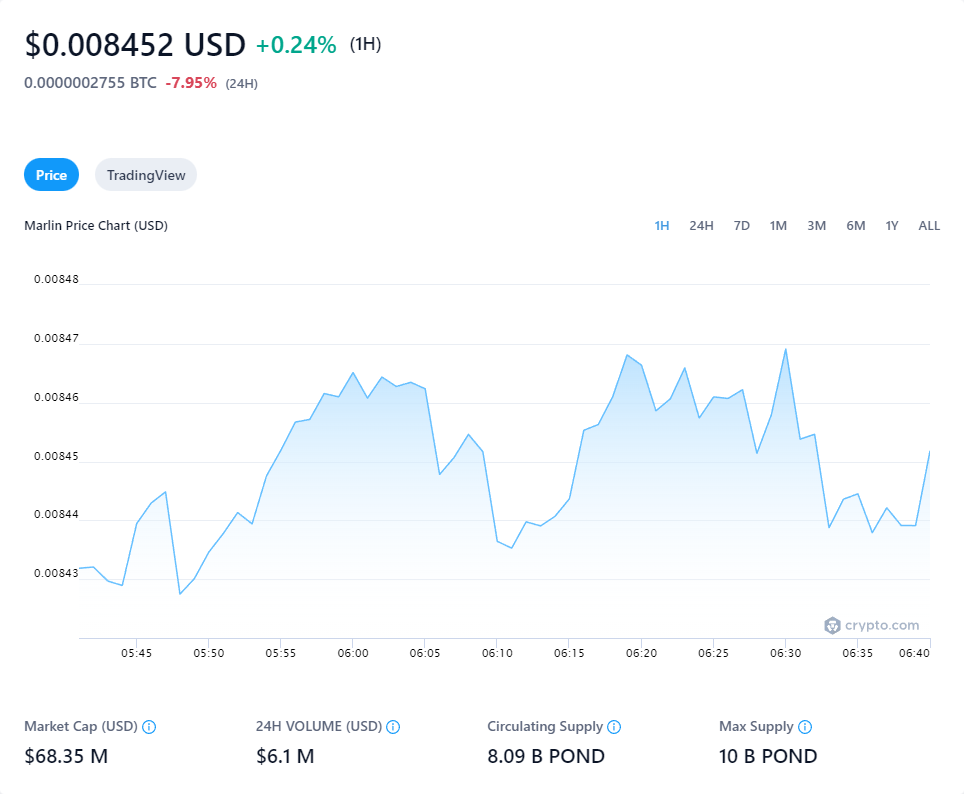 $0.008452 USD +0.24% (1H)
0.0000002755 BTC -7.95% (24H)
Price TradingView
Marlin Price Chart (USD) 1H 24H 7D 1M 3M 6M 1Y ALL
0.00848
0.00847
0.00846
0.00845
0.00844
0.00843
crypto.com
05:45 05:50 05:55 06:00 06:05 06:10 06:15 06:20 06:25 06:30 06:35 06:40
Market Cap (USD) 24H VOLUME (USD) Circulating Supply Max Supply
$68.35 M $6.1 M 8.09 B POND 10 B POND